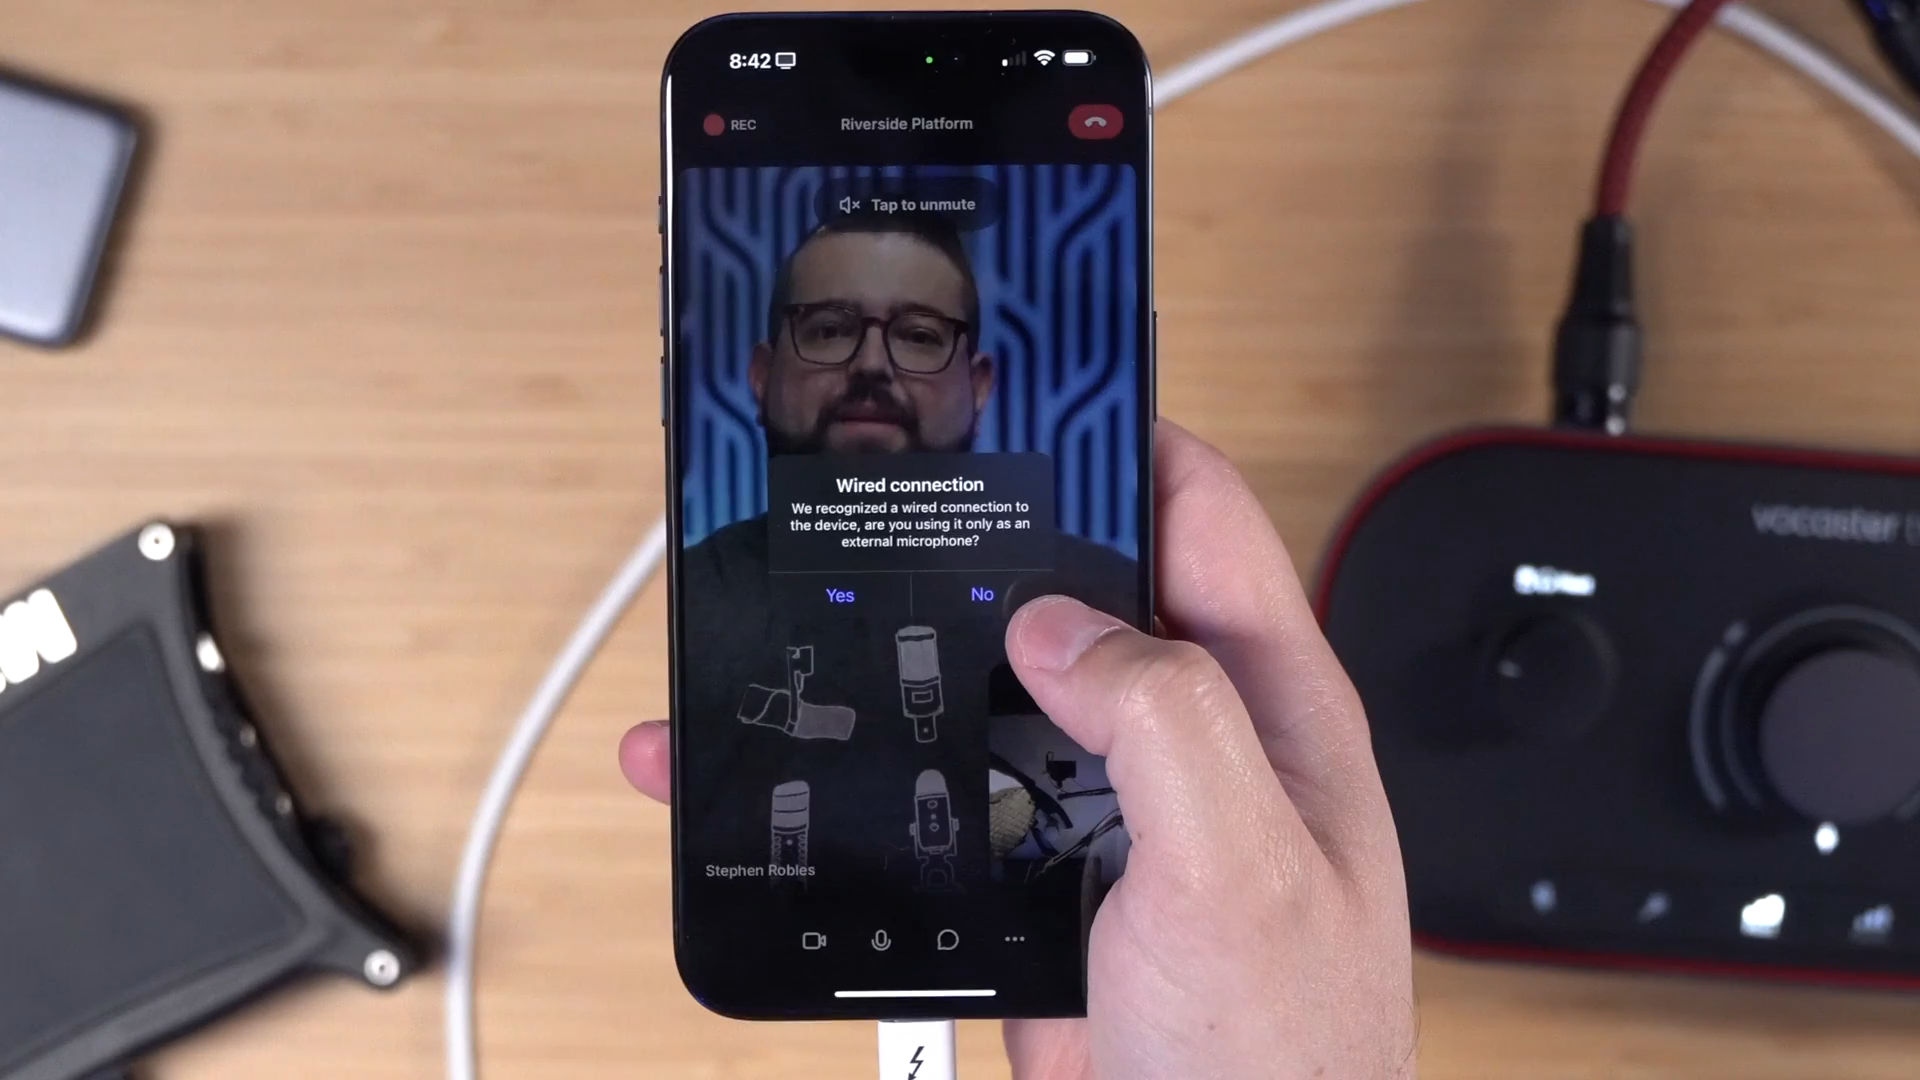 8:42
REC
Riverside Platform
Tap to unmute
Wired connection
We recognized a wired connection to
the device, are you using it only as an
external microphone?
Yes
No
Stephen Robles
vocaster